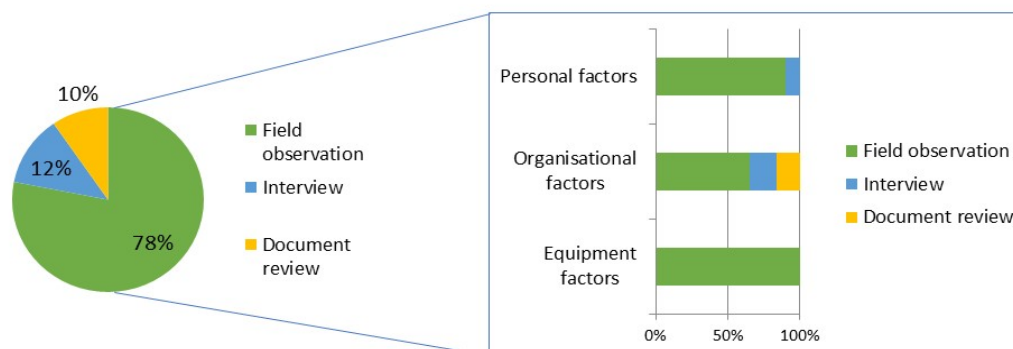 10%
12%
78%
Field
observation
Interview
Document
review
Personal factors
Organisational
factors
Equipment
factors
0%
50%
100%
Field observation
Interview
Document review